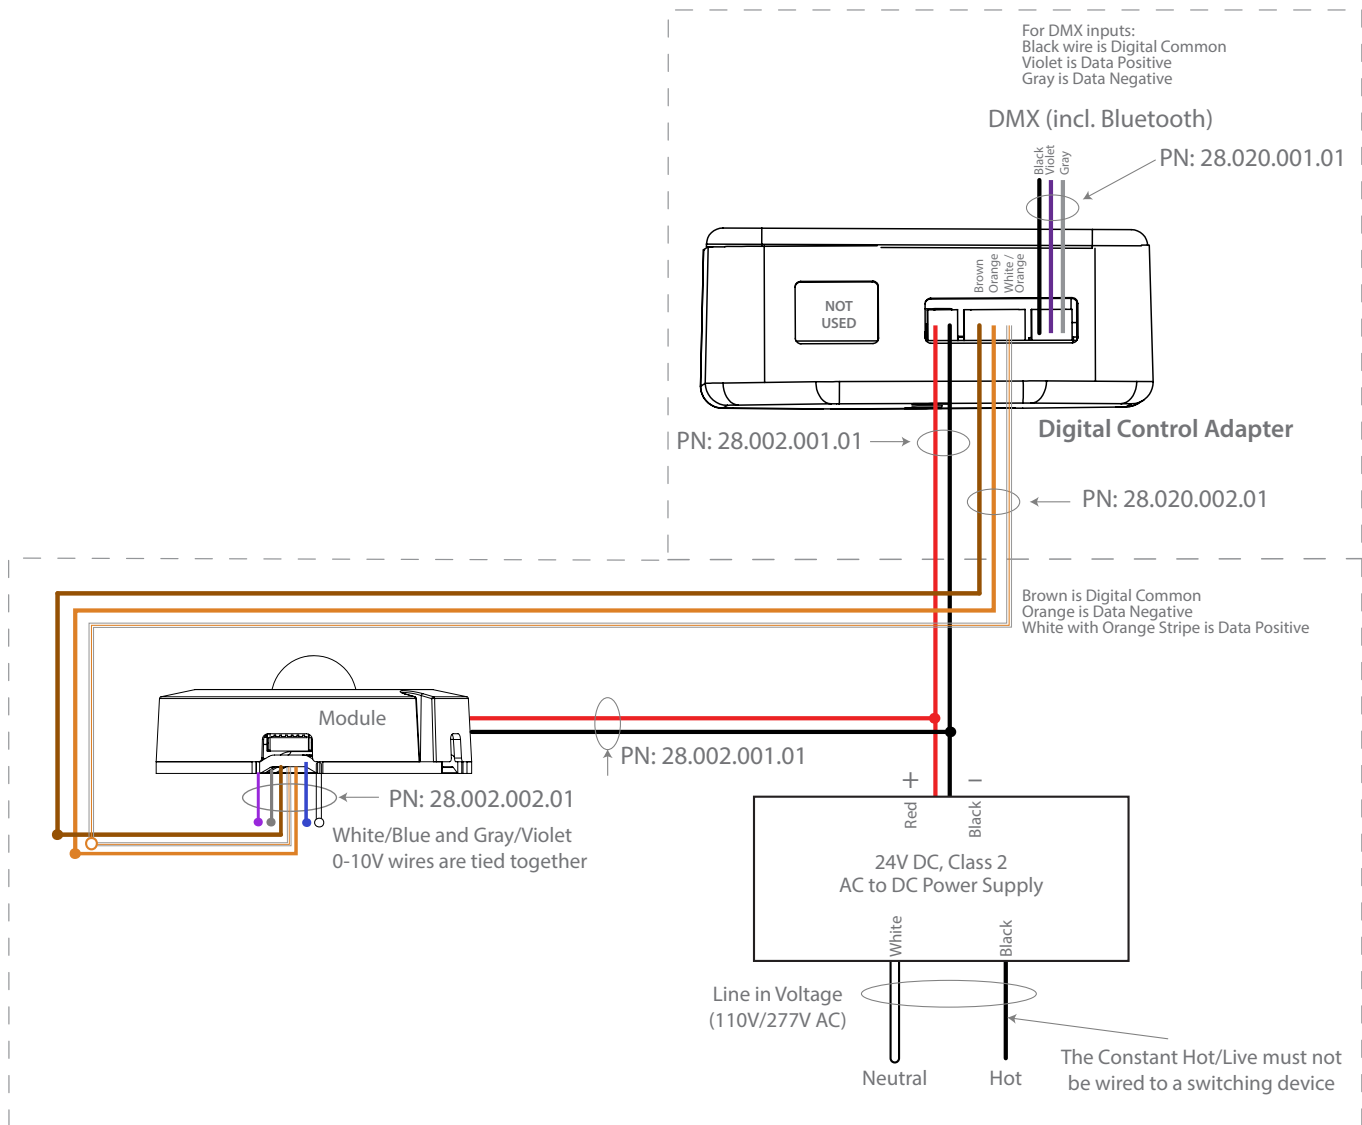 For DMX inputs:
Black wire is Digital Common
Violet is Data Positive
Gray is Data Negative
DMX (incl. Bluetooth)
Black
Violet
Gray
PN: 28.020.001.01
Brown
Orange
White /
Orange
NOT
USED
Digital Control Adapter
PN: 28.002.001.01
PN: 28.020.002.01
Brown is Digital Common
Orange is Data Negative
White with Orange Stripe is Data Positive
Module
PN: 28.002.001.01
PN: 28.002.002.01
White/Blue and Gray/Violet
0-10V wires are tied together
+ −
Red
Black
24V DC, Class 2
AC to DC Power Supply
White
Black
Line in Voltage
(110V/277V AC)
Neutral
Hot
The Constant Hot/Live must not
be wired to a switching device